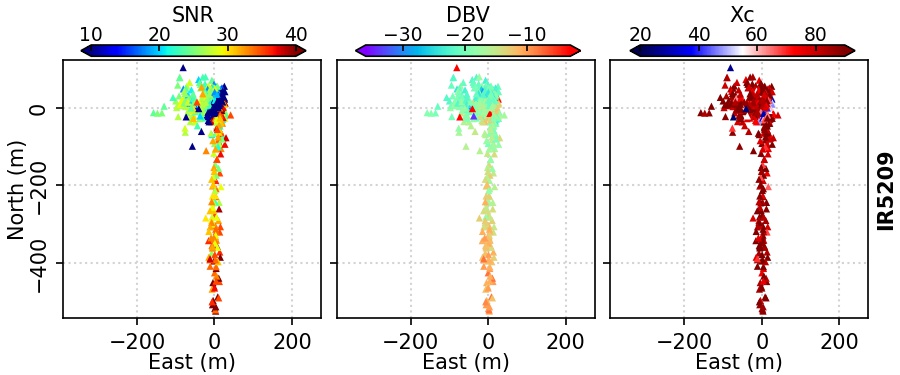 SNR DBV Xc
10 20 30 40 −30 −20 −10 20 40 60 80
0
−200
−400
North (m)
IR5209
−200 0 200 −200 0 200 −200 0 200
East (m) East (m) East (m)